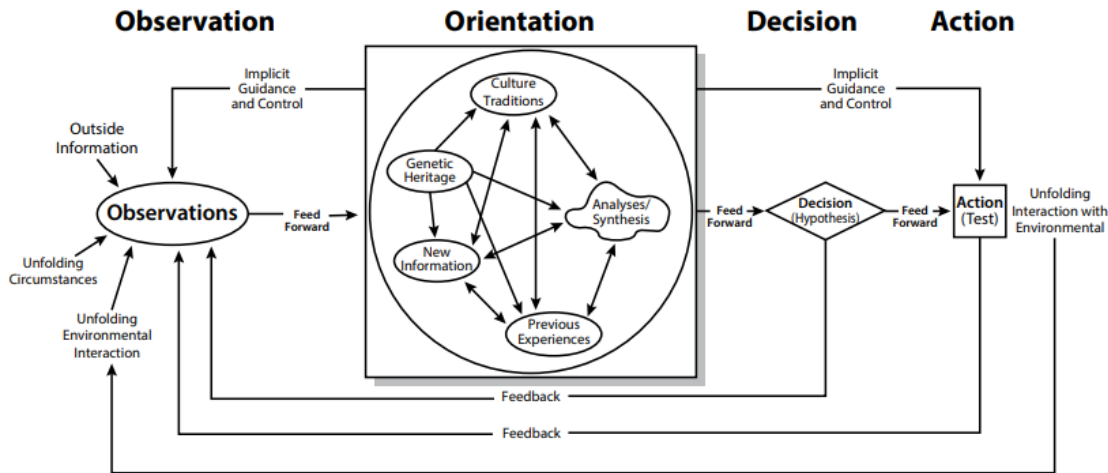 Observation
Orientation
Decision
Action
Implicit
Guidance
and Control
Outside
Information
Observations
Unfolding
Circumstances
Unfolding
Environmental
Interaction
Feed
Forward
Culture
Traditions
Genetic
Heritage
Analyses/
Synthesis
New
Information
Previous
Experiences
Implicit
Guidance
and Control
Feed
Forward
Decision
(Hypothesis)
Feed
Forward
Action
(Test)
Unfolding
Interaction with
Environmental
Feedback
Feedback